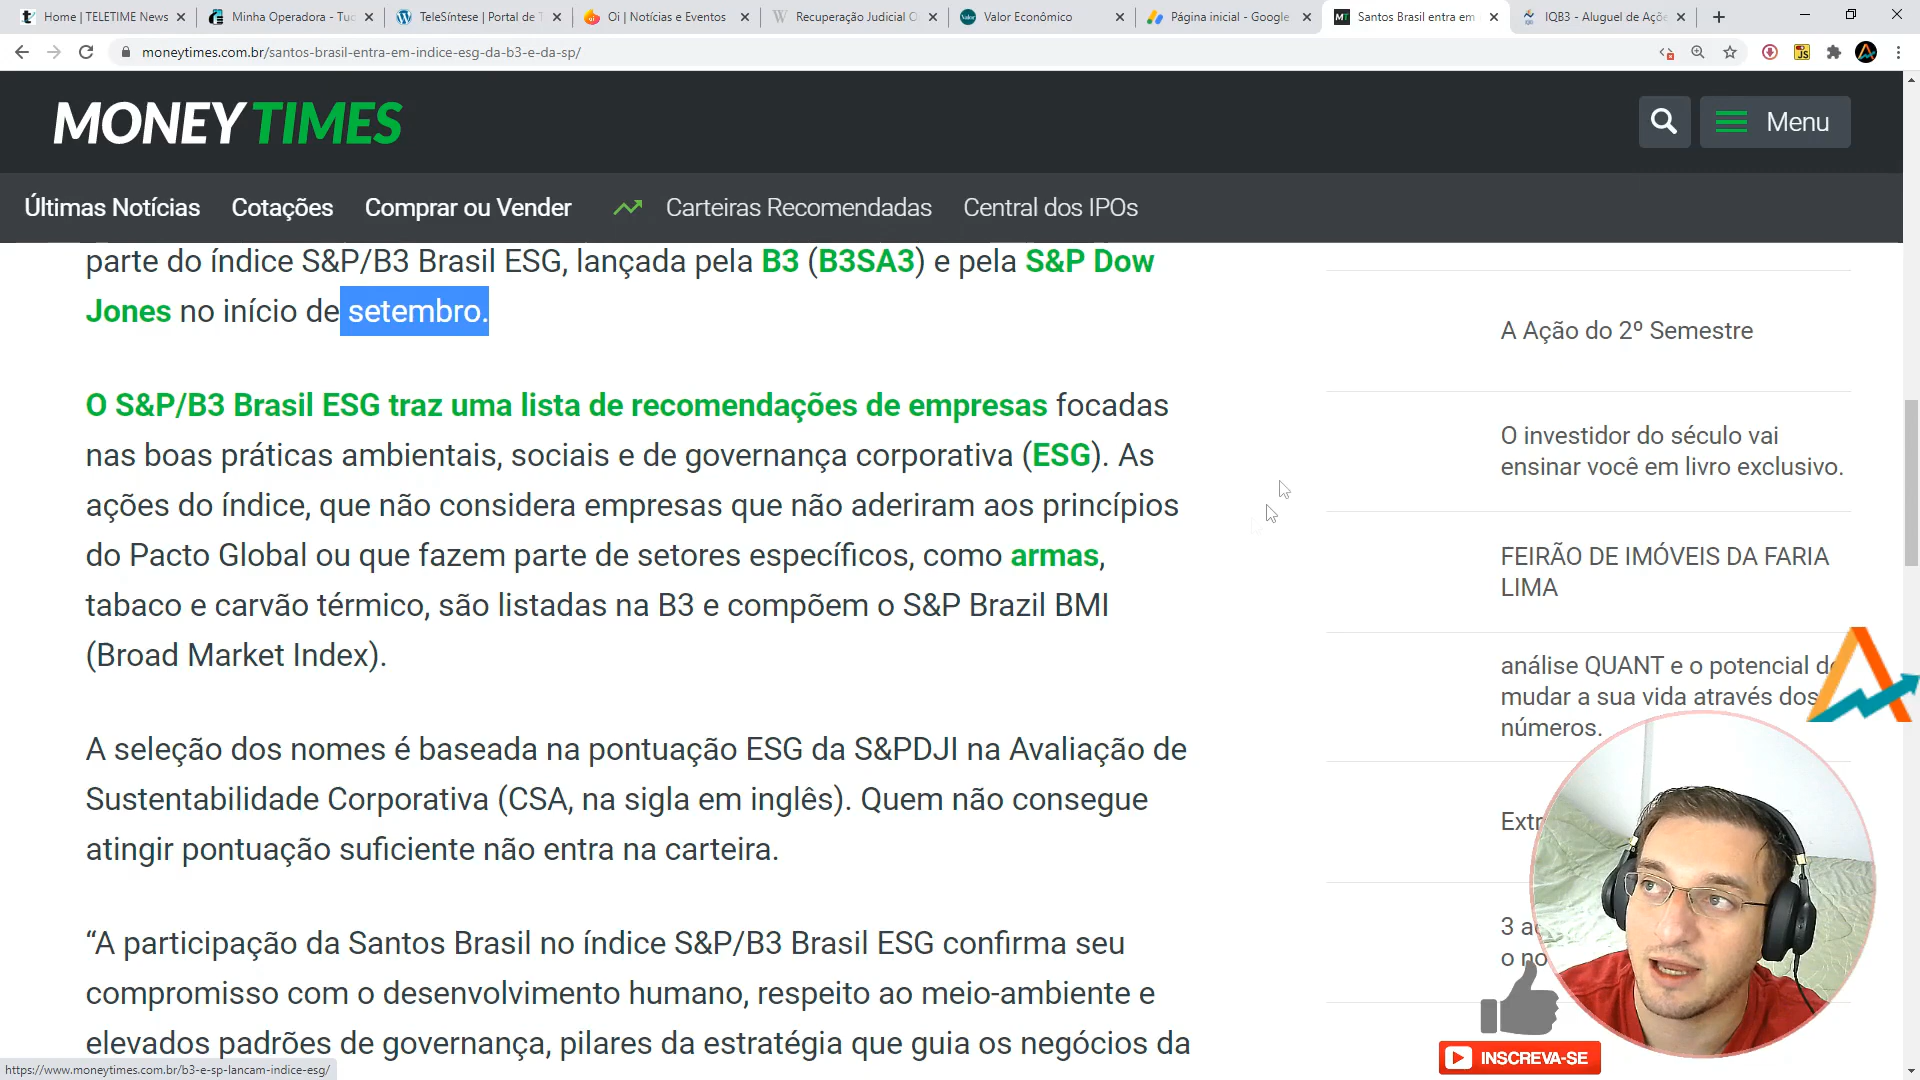 Home | TELETIME News
Minha Operadora - Tud
TeleSíntese | Portal de T
Oi | Notícias e Eventos
Recuperação Judicial O
Valor Econômico
Página inicial - Google
Santos Brasil entra em
IQB3 - Aluguel de Açõe
moneytimes.com.br/santos-brasil-entra-em-indice-esg-da-b3-e-da-sp/
MONEY TIMES
Menu
Últimas Notícias
Cotações
Comprar ou Vender
Carteiras Recomendadas
Central dos IPOs
parte do índice S&P/B3 Brasil ESG, lançada pela B3 (B3SA3) e pela S&P Dow
Jones no início de setembro.
O S&P/B3 Brasil ESG traz uma lista de recomendações de empresas focadas
nas boas práticas ambientais, sociais e de governança corporativa (ESG). As
ações do índice, que não considera empresas que não aderiram aos princípios
do Pacto Global ou que fazem parte de setores específicos, como armas,
tabaco e carvão térmico, são listadas na B3 e compõem o S&P Brazil BMI
(Broad Market Index).
A seleção dos nomes é baseada na pontuação ESG da S&PDJI na Avaliação de
Sustentabilidade Corporativa (CSA, na sigla em inglês). Quem não consegue
atingir pontuação suficiente não entra na carteira.
“A participação da Santos Brasil no índice S&P/B3 Brasil ESG confirma seu
compromisso com o desenvolvimento humano, respeito ao meio-ambiente e
elevados padrões de governança, pilares da estratégia que guia os negócios da
A Ação do 2º Semestre
O investidor do século vai
ensinar você em livro exclusivo.
FEIRÃO DE IMÓVEIS DA FARIA
LIMA
análise QUANT e o potencial de
mudar a sua vida através dos
números.
Extr
3 a
o no
INSCREVA-SE
https://www.moneytimes.com.br/b3-e-sp-lancam-indice-esg/